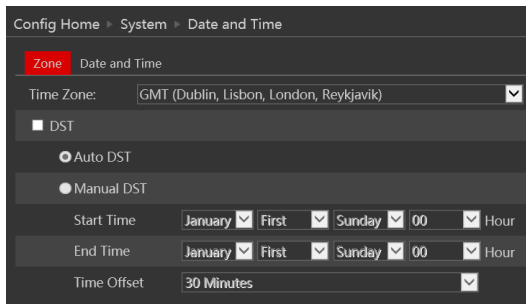 Config Home ▸ System ▸ Date and Time
Zone Date and Time
Time Zone: GMT (Dublin, Lisbon, London, Reykjavik)
DST
Auto DST
Manual DST
Start Time January First Sunday 00 Hour
End Time January First Sunday 00 Hour
Time Offset 30 Minutes